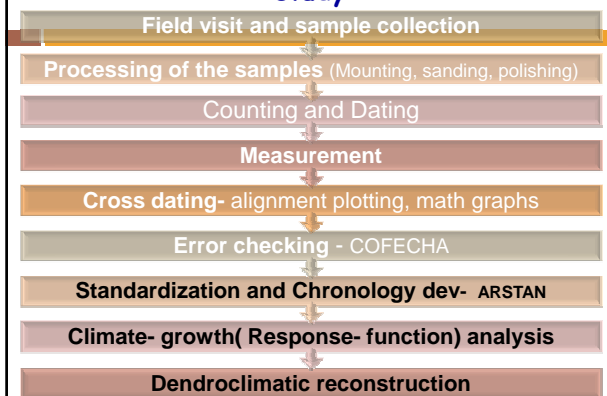 Field visit and sample collection
Processing of the samples (Mounting, sanding, polishing)
Counting and Dating
Measurement
Cross dating- alignment plotting, math graphs
Error checking - COFECHA
Standardization and Chronology dev- ARSTAN
Climate- growth( Response- function) analysis
Dendroclimatic reconstruction